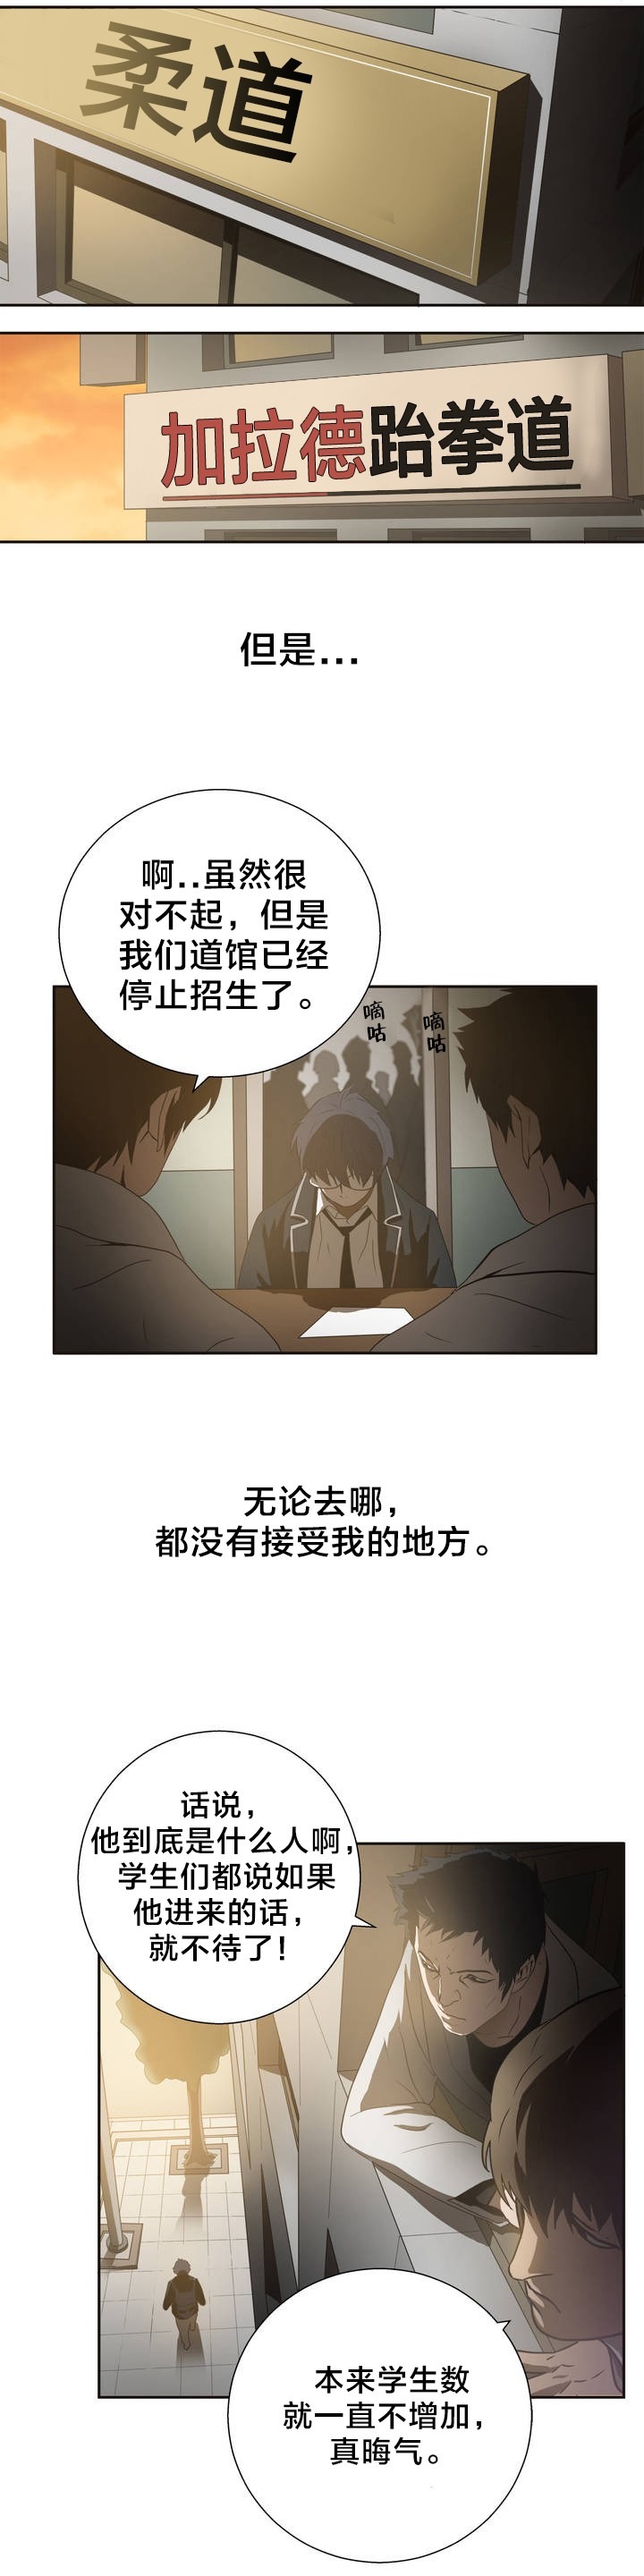 柔道
加拉德跆拳道
但是...
啊..虽然很
对不起，但是
我们道馆已经
停止招生了。
嘀咕
嘀咕
无论去哪，
都没有接受我的地方。
话说，
他到底是什么人啊，
学生们都说如果
他进来的话，
就不待了！
本来学生数
就一直不增加，
真晦气。